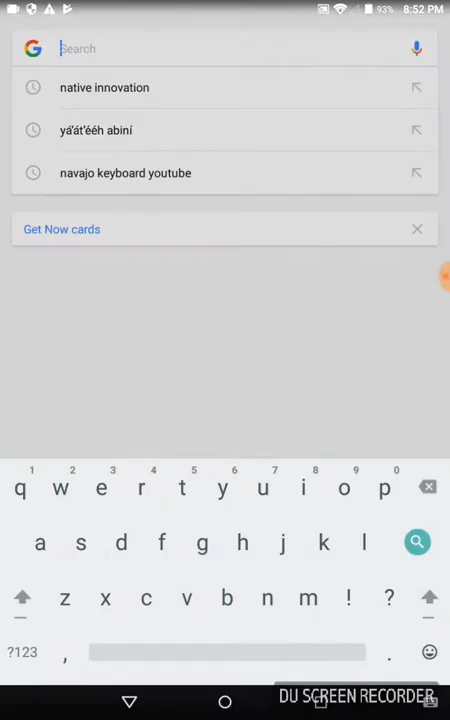 93% 8:52 PM
Search
native innovation
yá'át'ééh abiní
navajo keyboard youtube
Get Now cards
1 2 3 4 5 6 7 8 9 0
q w e r t y u i o p
a s d f g h j k l
z x c v b n m ! ?
?123 , .
DU SCREEN RECORDER